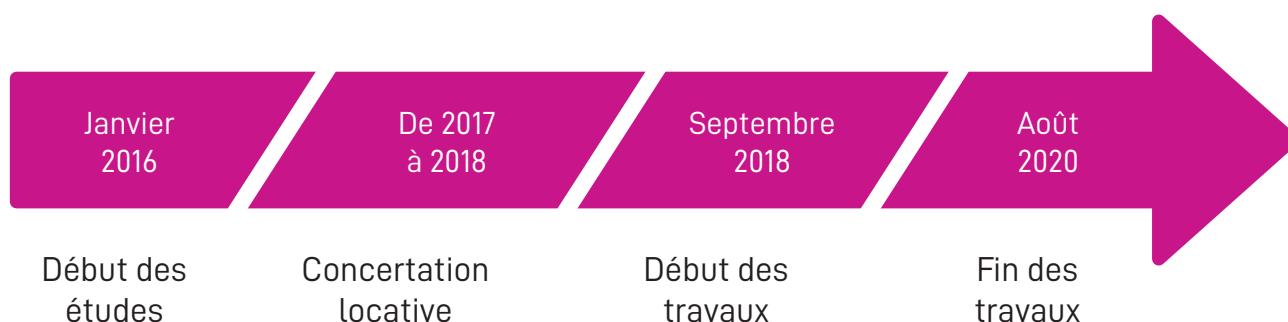 Janvier
2016
De 2017
à 2018
Septembre
2018
Août
2020
Début des
études
Concertation
locative
Début des
travaux
Fin des
travaux